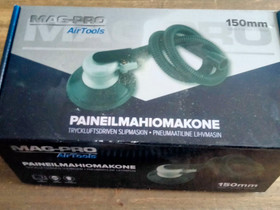 MAG-PRO
AirTools
150mm
PAINEILMAHIOMAKONE
TRYCKLUFTSDRIVEN SLIPMASKIN • PNEUMAATILINE LIHVMASIN
MAG-PRO
AirTools
PAINEILMAHIOMAKONE
150mm